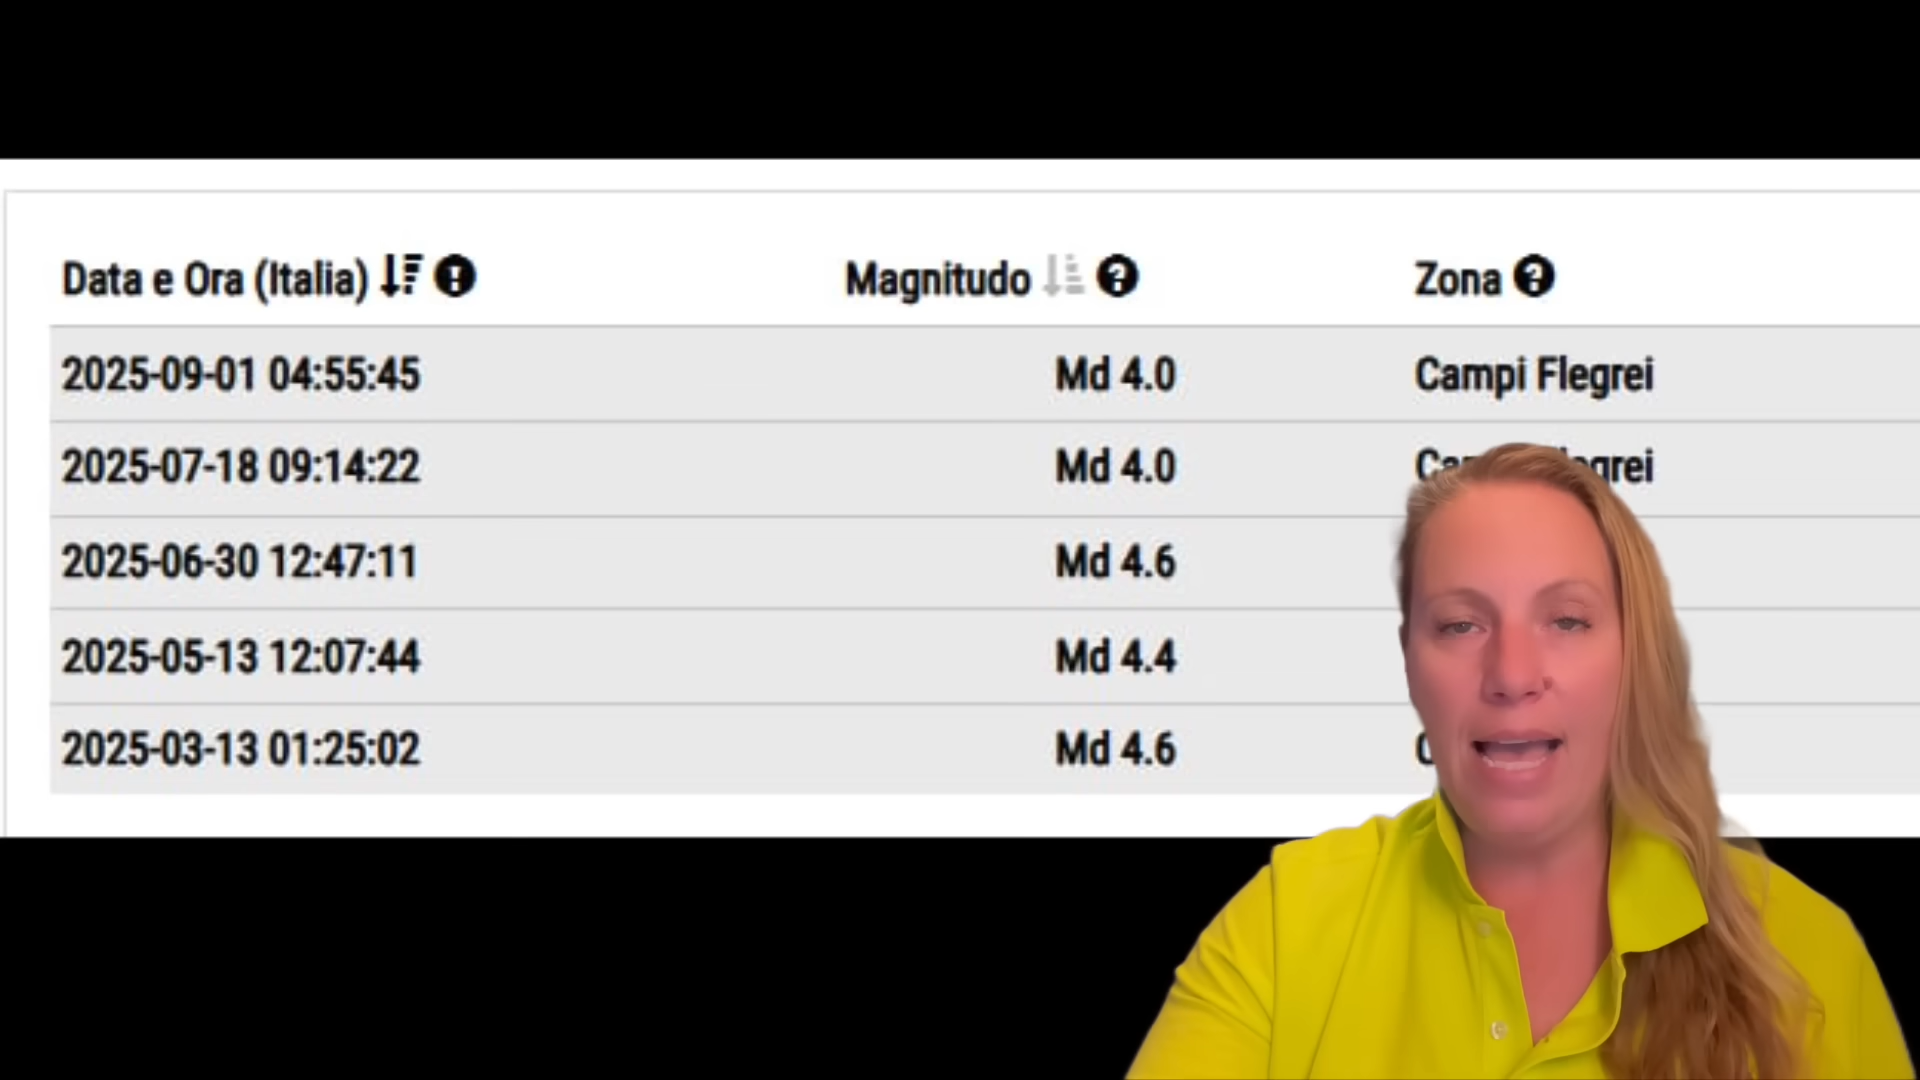 Data e Ora (Italia) Magnitudo Zona
2025-09-01 04:55:45 Md 4.0 Campi Flegrei
2025-07-18 09:14:22 Md 4.0
2025-06-30 12:47:11 Md 4.6
2025-05-13 12:07:44 Md 4.4
2025-03-13 01:25:02 Md 4.6